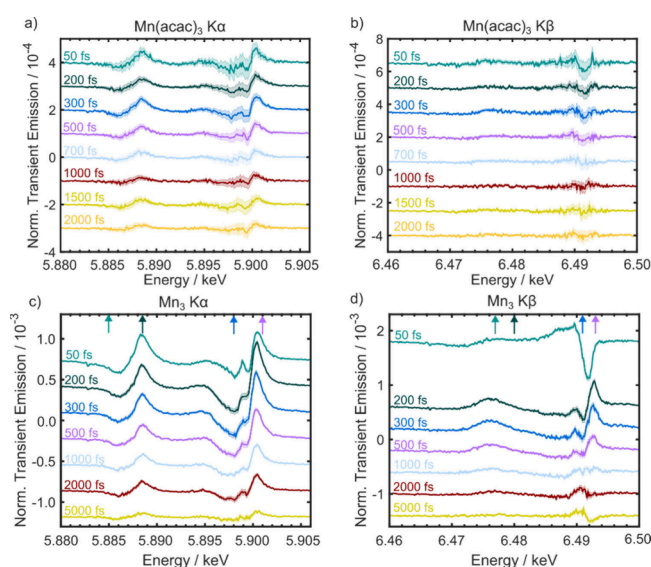 a) Mn(acac)₃ Kα
Norm. Transient Emission / 10⁻⁴
4
2
0
-2
-4
50 fs
200 fs
300 fs
500 fs
700 fs
1000 fs
1500 fs
2000 fs
5.880 5.885 5.890 5.895 5.900 5.905
Energy / keV
b) Mn(acac)₃ Kβ
Norm. Transient Emission / 10⁻⁴
8
6
4
2
0
-2
-4
50 fs
200 fs
300 fs
500 fs
700 fs
1000 fs
1500 fs
2000 fs
6.46 6.47 6.48 6.49 6.50
Energy / keV
c) Mn₃ Kα
Norm. Transient Emission / 10⁻³
1.0
0.5
0.0
-0.5
-1.0
50 fs
200 fs
300 fs
500 fs
1000 fs
2000 fs
5000 fs
5.880 5.885 5.890 5.895 5.900 5.905
Energy / keV
d) Mn₃ Kβ
Norm. Transient Emission / 10⁻³
2
0
-1
50 fs
200 fs
300 fs
500 fs
1000 fs
2000 fs
5000 fs
6.46 6.47 6.48 6.49 6.50
Energy / keV